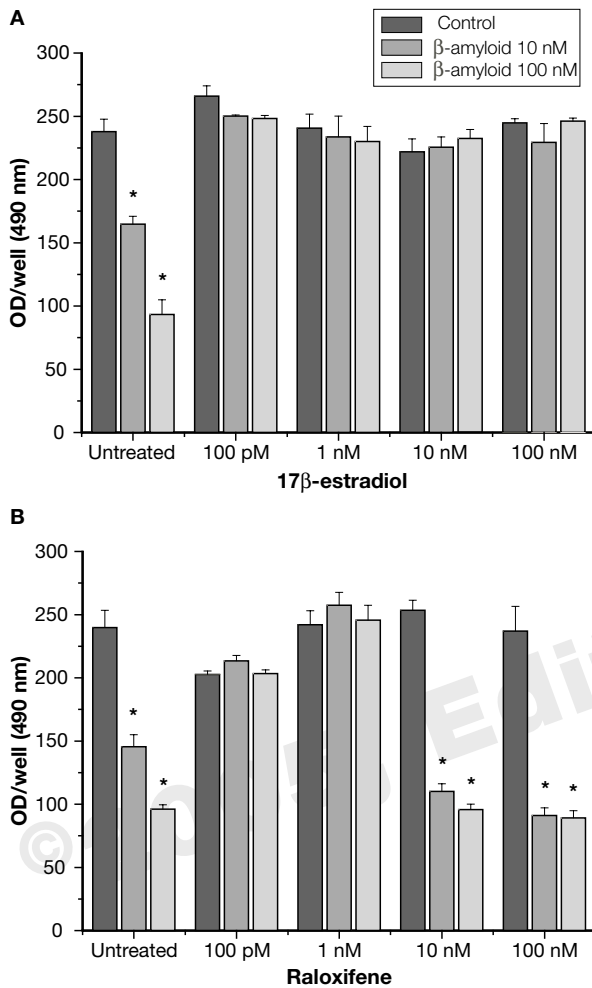 A
Control
β-amyloid 10 nM
β-amyloid 100 nM
300
250
200
150
100
50
0
OD/well (490 nm)
*
*
Untreated
100 pM
1 nM
10 nM
100 nM
17β-estradiol
B
300
250
200
150
100
50
0
OD/well (490 nm)
*
*
*
*
*
*
Untreated
100 pM
1 nM
10 nM
100 nM
Raloxifene